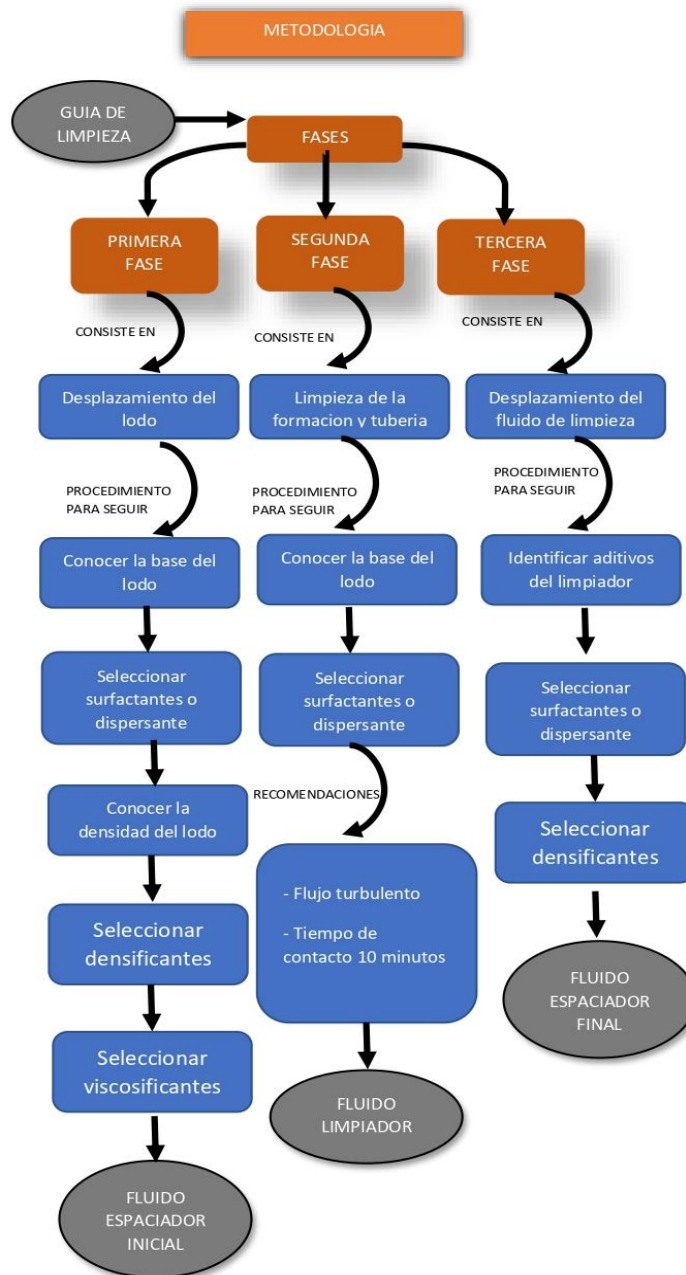 METODOLOGIA
GUIA DE
LIMPIEZA
FASES
PRIMERA
FASE
CONSISTE EN
Desplazamiento del
lodo
PROCEDIMIENTO
PARA SEGUIR
Conocer la base del
lodo
Seleccionar
surfactantes o
dispersante
Conocer la
densidad del lodo
Seleccionar
densificantes
Seleccionar
viscosificantes
FLUIDO
ESPACIADOR
INICIAL
SEGUNDA
FASE
CONSISTE EN
Limpieza de la
formacion y tuberia
PROCEDIMIENTO
PARA SEGUIR
Conocer la base del
lodo
Seleccionar
surfactantes o
dispersante
RECOMENDACIONES
- Flujo turbulento
- Tiempo de
contacto 10 minutos
FLUIDO
LIMPIADOR
TERCERA
FASE
CONSISTE EN
Desplazamiento del
fluido de limpieza
PROCEDIMIENTO
PARA SEGUIR
Identificar aditivos
del limpiador
Seleccionar
surfactantes o
dispersante
Seleccionar
densificantes
FLUIDO
ESPACIADOR
FINAL